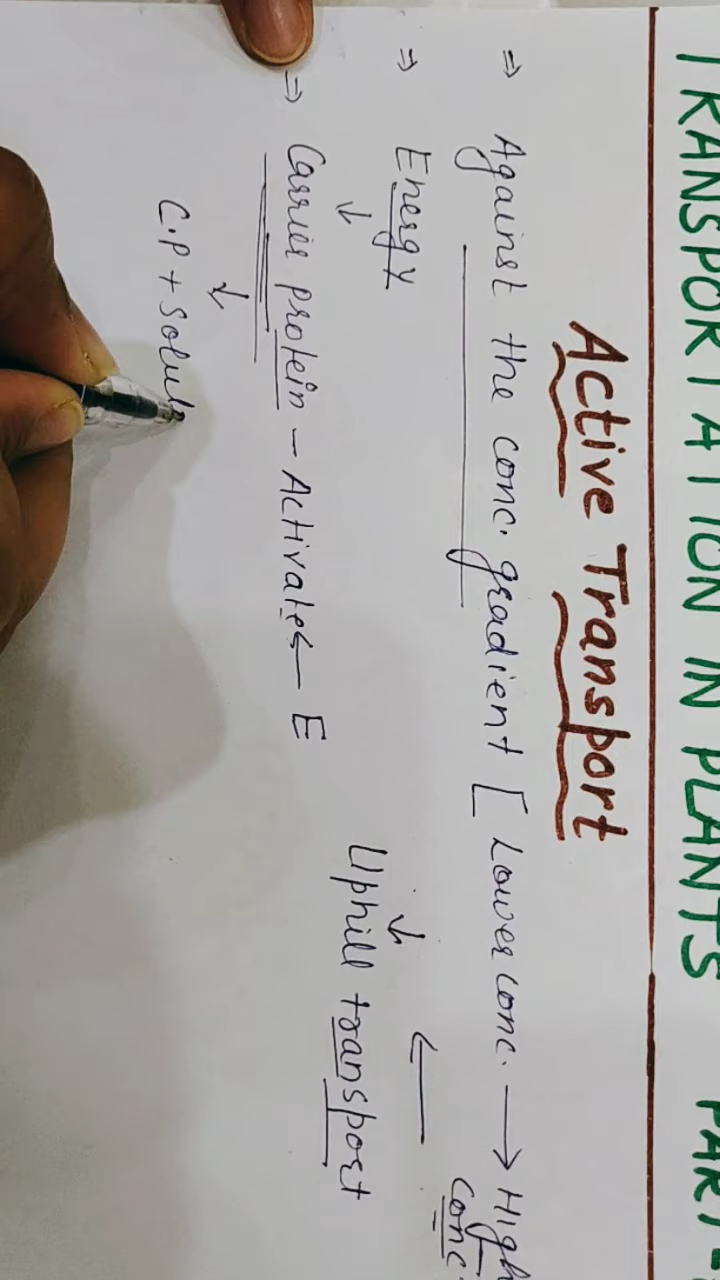 TRANSPORTATION IN PLANTS PART-
Active Transport
⇒ Against the conc. gradient [ Lower conc. → High
conc.
⇒ Energy ↓
←
↓
Uphill transport
⇒ Carrier protein - Activates ← E
↓
C.P + Solute